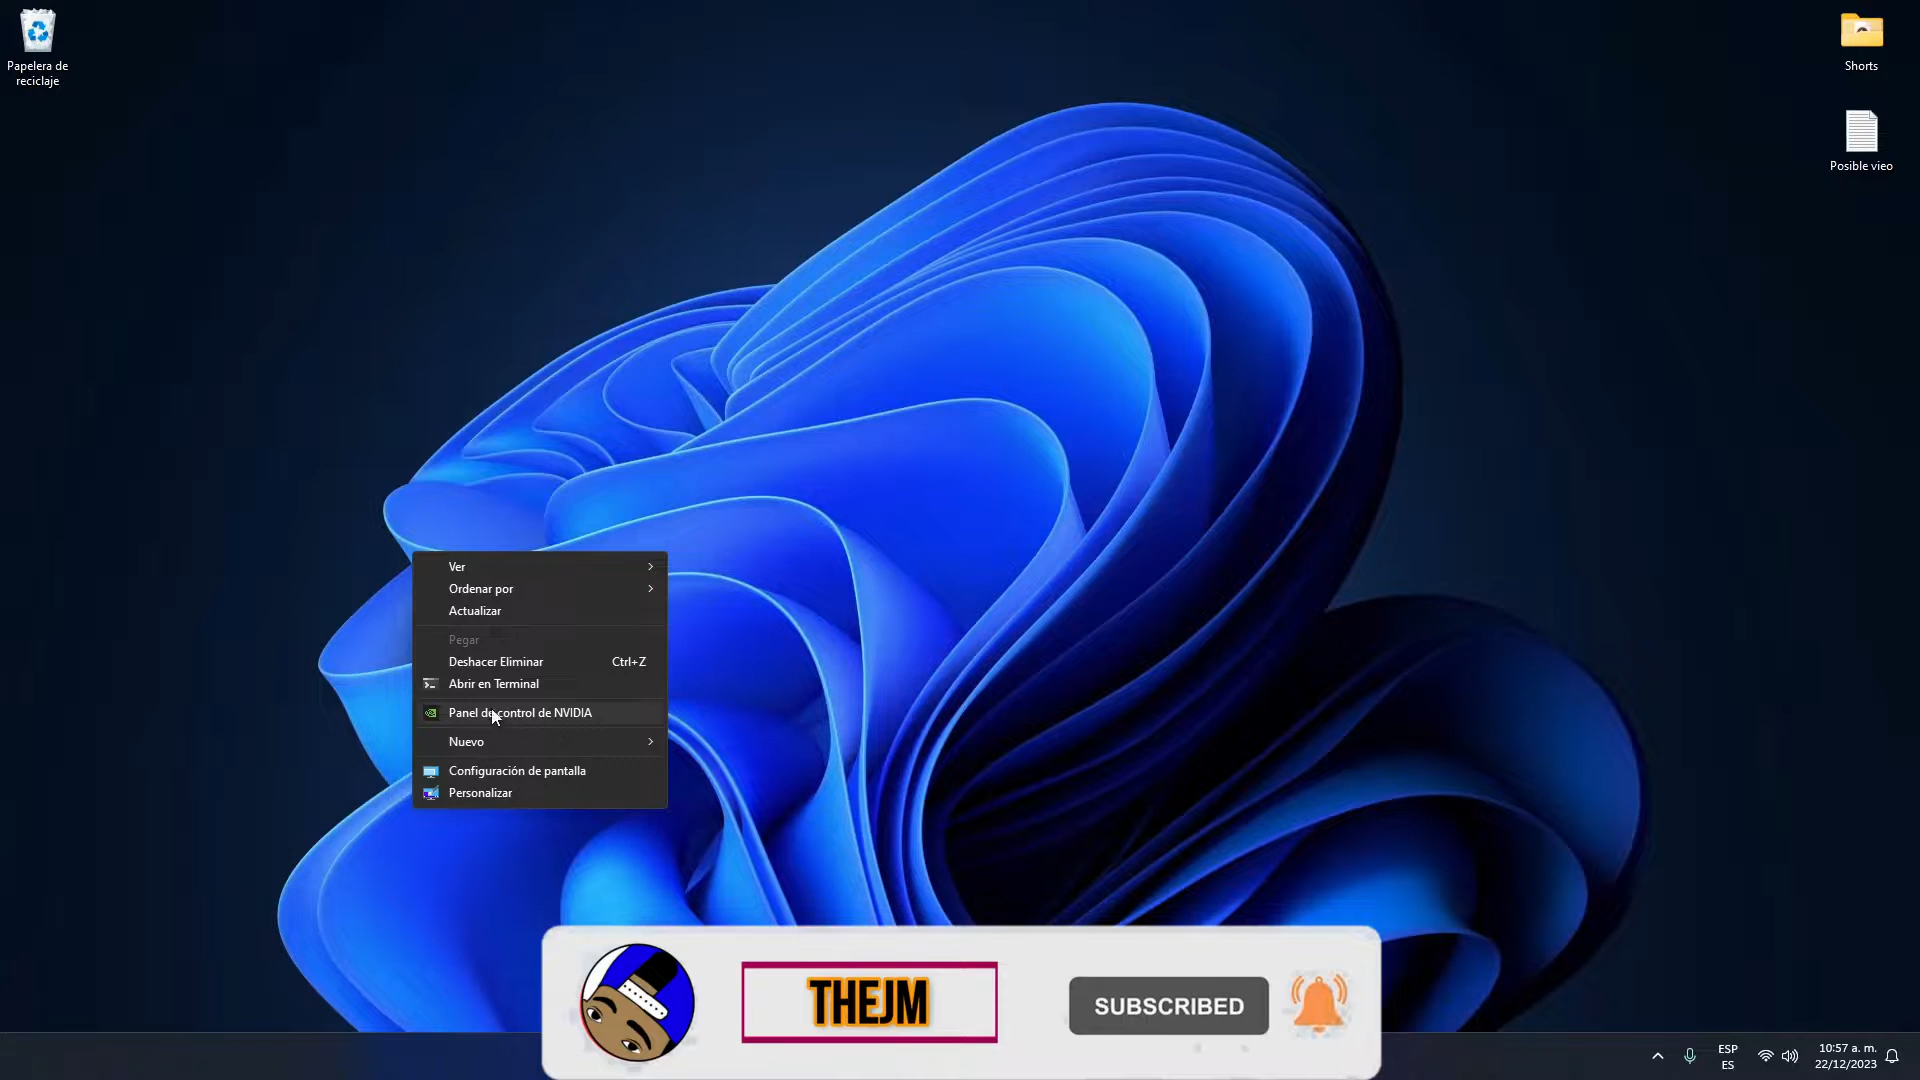 Papelera de
reciclaje
Shorts
Posible vieo
Ver
Ordenar por
Actualizar
Pegar
Deshacer Eliminar Ctrl+Z
Abrir en Terminal
Panel de control de NVIDIA
Nuevo
Configuración de pantalla
Personalizar
THEJM
SUBSCRIBED
ESP
ES
10:57 a. m.
22/12/2023